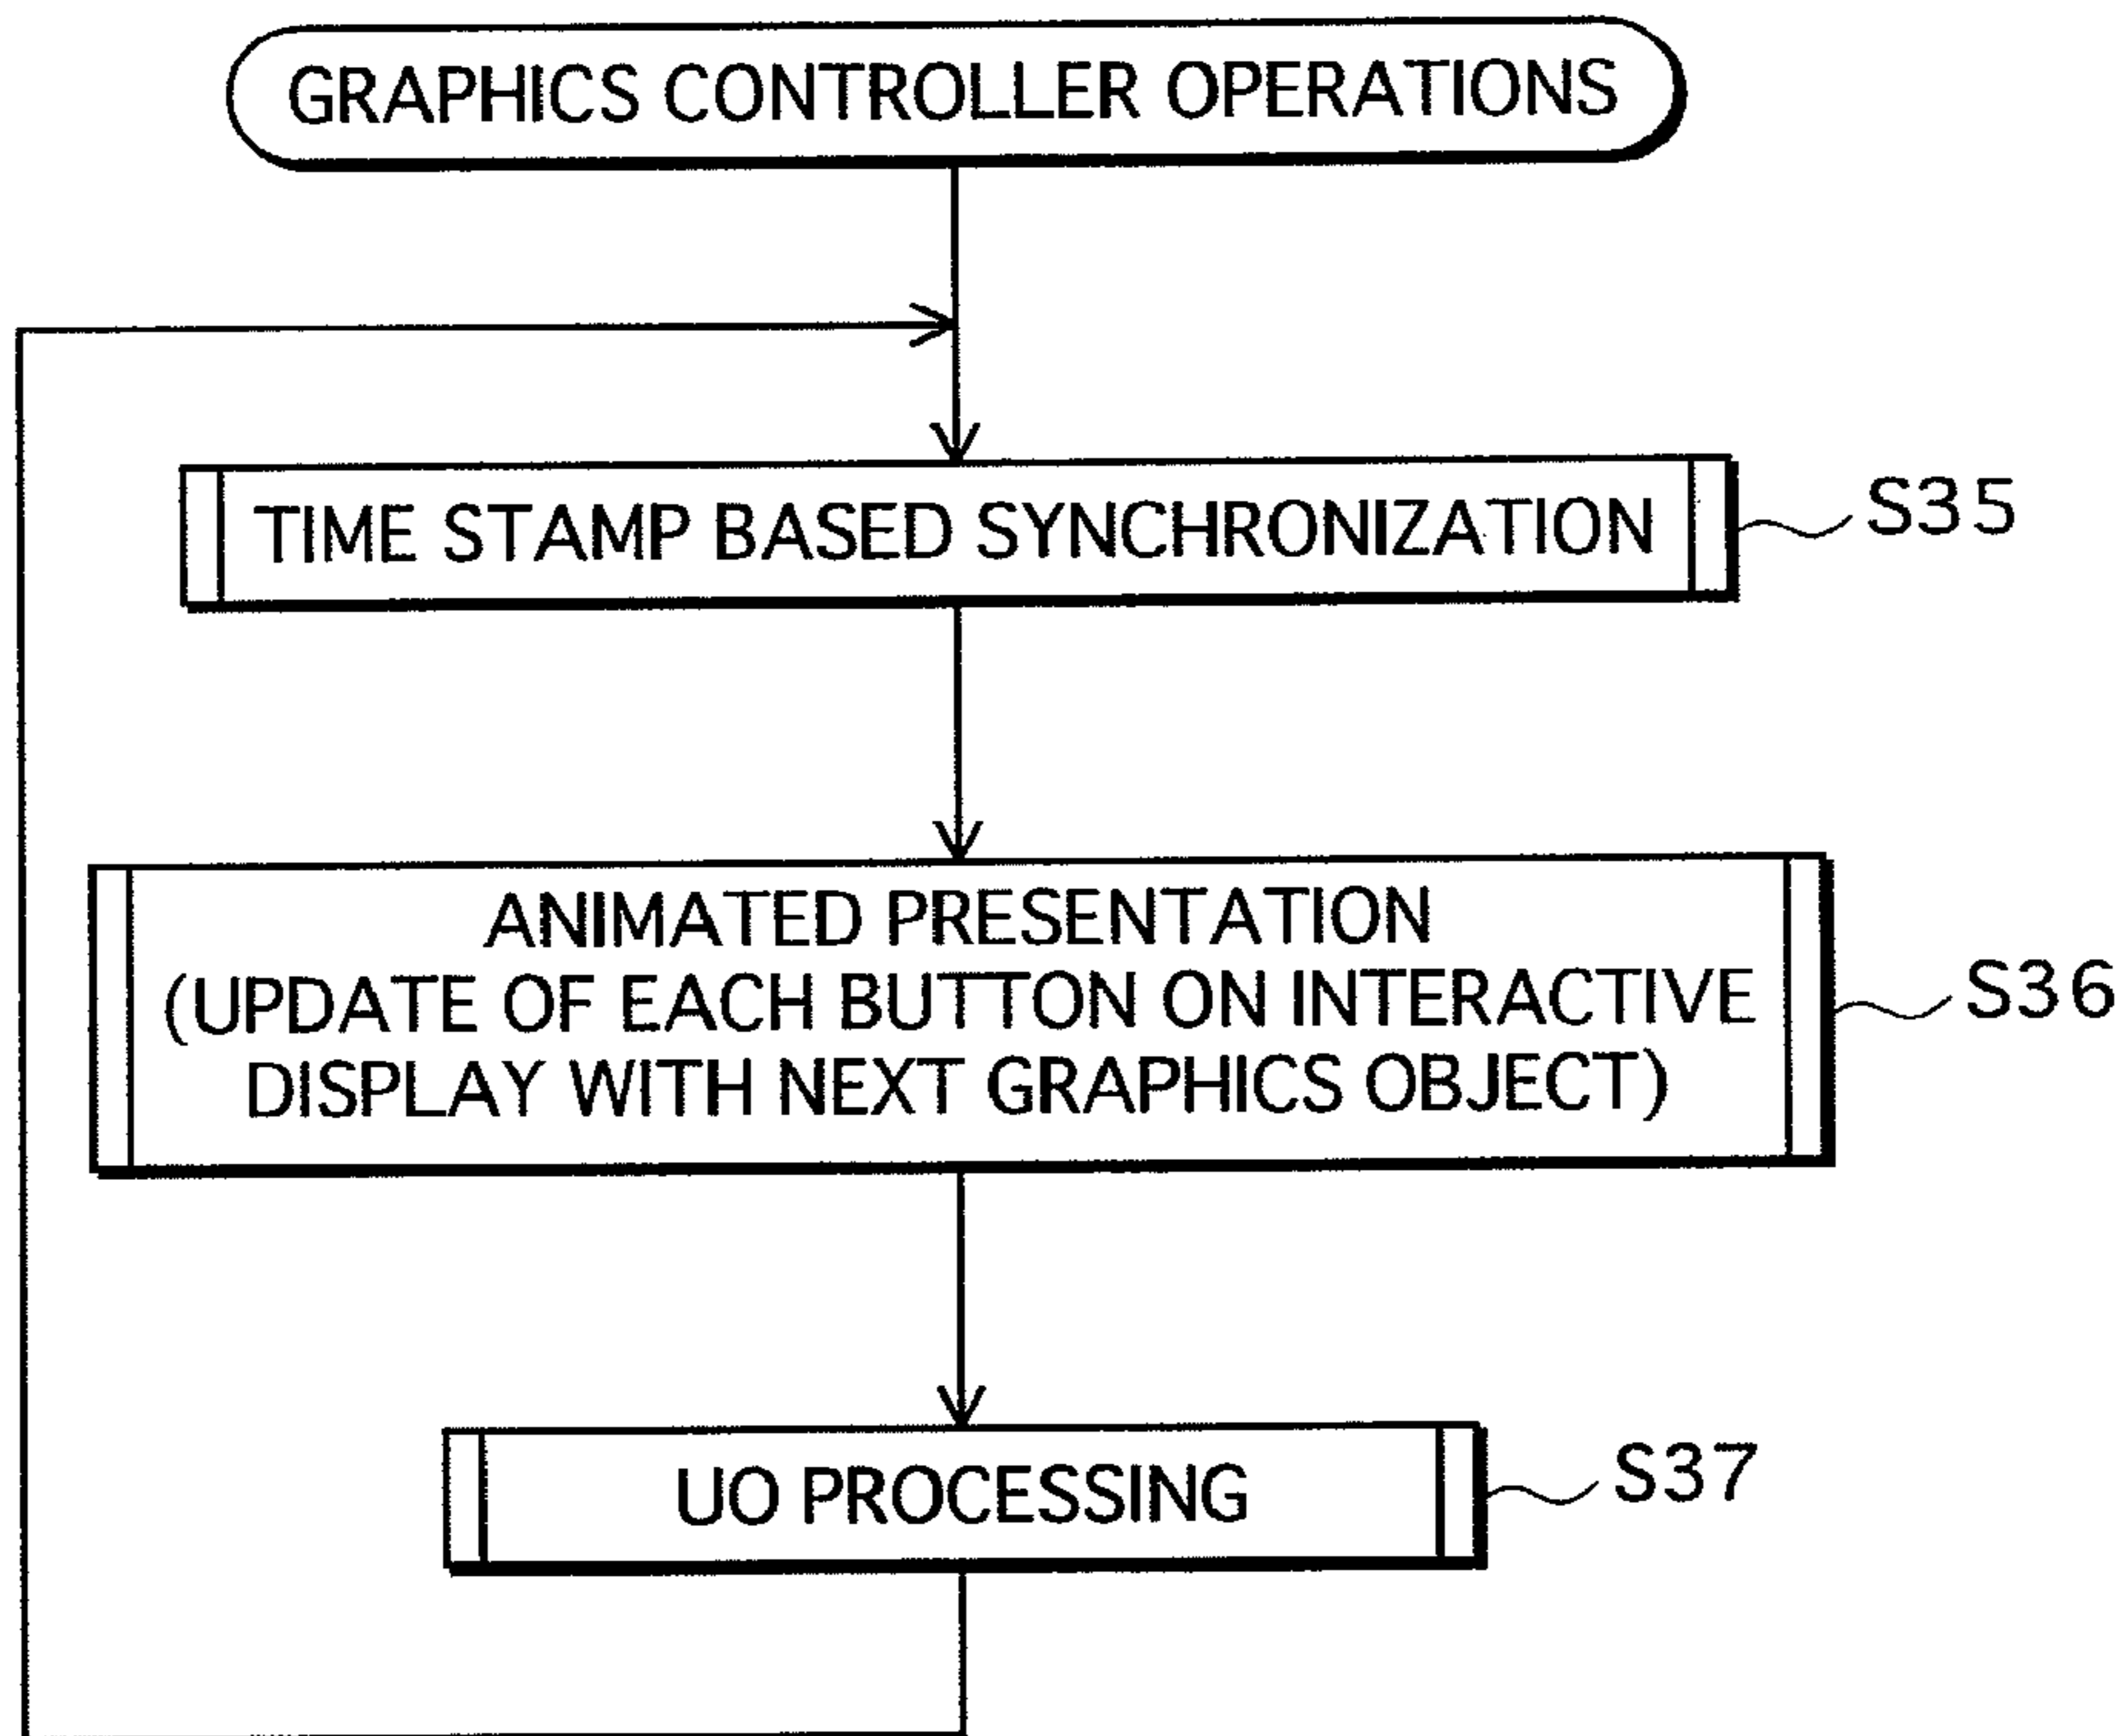 GRAPHICS CONTROLLER OPERATIONS
TIME STAMP BASED SYNCHRONIZATION
S35
ANIMATED PRESENTATION
(UPDATE OF EACH BUTTON ON INTERACTIVE
DISPLAY WITH NEXT GRAPHICS OBJECT)
S36
UO PROCESSING
S37